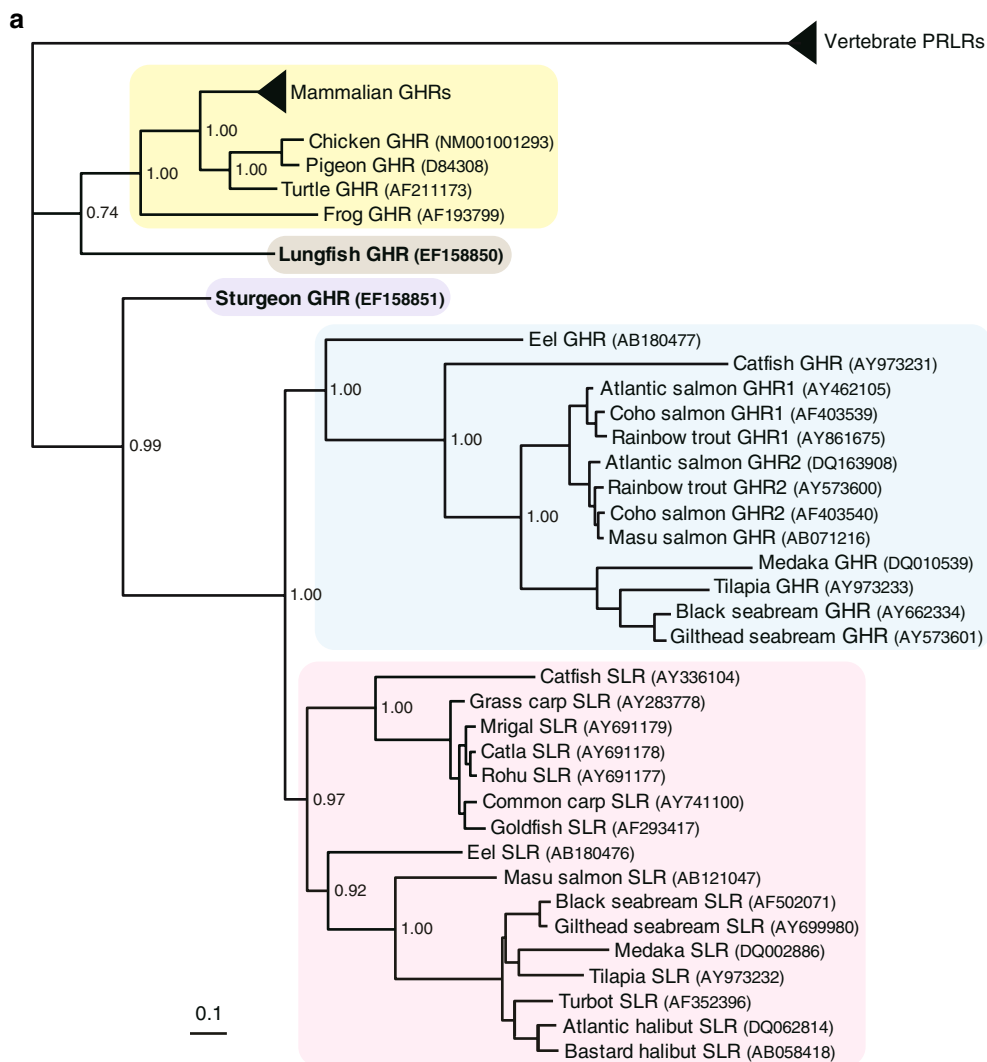 a
Vertebrate PRLRs
Mammalian GHRs
1.00
Chicken GHR (NM001001293)
1.00
Pigeon GHR (D84308)
1.00
Turtle GHR (AF211173)
0.74
Frog GHR (AF193799)
Lungfish GHR (EF158850)
Sturgeon GHR (EF158851)
Eel GHR (AB180477)
Catfish GHR (AY973231)
1.00
Atlantic salmon GHR1 (AY462105)
Coho salmon GHR1 (AF403539)
0.99
1.00
Rainbow trout GHR1 (AY861675)
Atlantic salmon GHR2 (DQ163908)
Rainbow trout GHR2 (AY573600)
1.00
Coho salmon GHR2 (AF403540)
Masu salmon GHR (AB071216)
Medaka GHR (DQ010539)
1.00
Tilapia GHR (AY973233)
Black seabream GHR (AY662334)
Gilthead seabream GHR (AY573601)
Catfish SLR (AY336104)
1.00
Grass carp SLR (AY283778)
Mrigal SLR (AY691179)
Catla SLR (AY691178)
Rohu SLR (AY691177)
0.97
Common carp SLR (AY741100)
Goldfish SLR (AF293417)
Eel SLR (AB180476)
0.92
Masu salmon SLR (AB121047)
Black seabream SLR (AF502071)
1.00
Gilthead seabream SLR (AY699980)
Medaka SLR (DQ002886)
Tilapia SLR (AY973232)
Turbot SLR (AF352396)
0.1
Atlantic halibut SLR (DQ062814)
Bastard halibut SLR (AB058418)